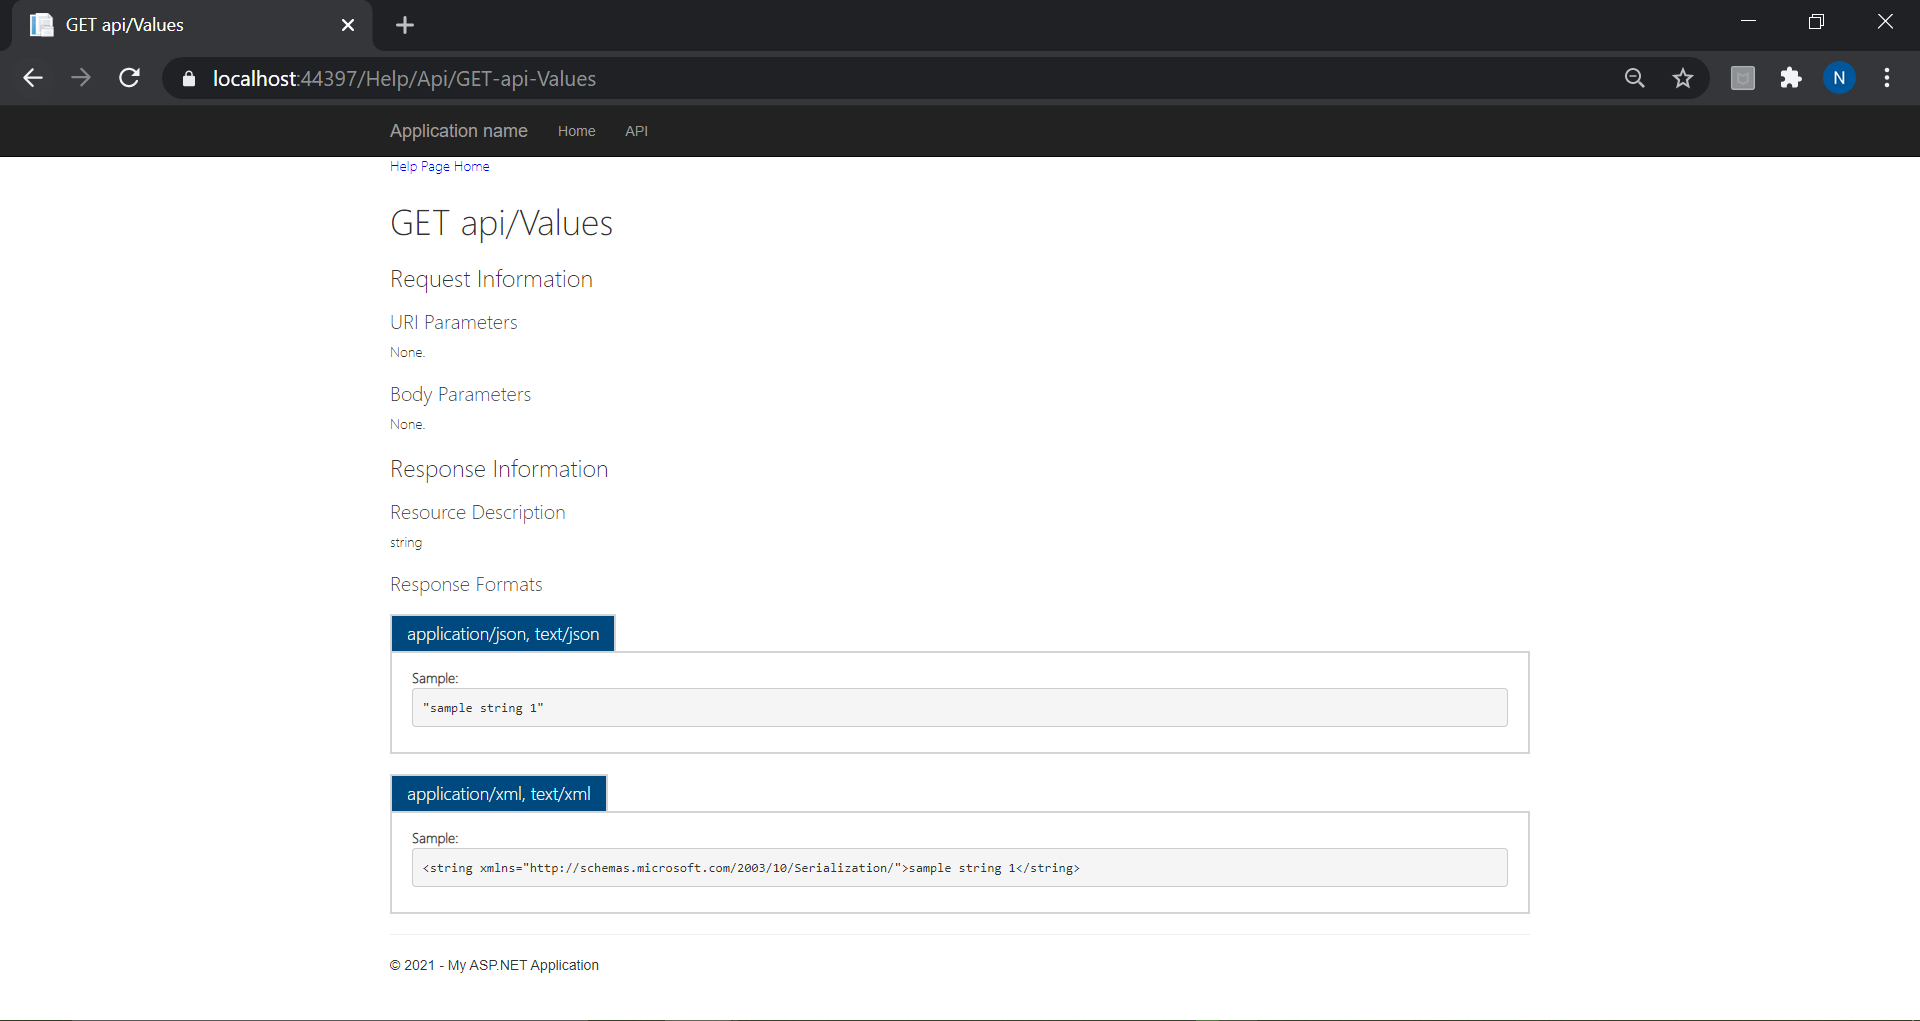 GET api/Values
localhost:44397/Help/Api/GET-api-Values
N
Application name Home API
Help Page Home
GET api/Values
Request Information
URI Parameters
None.
Body Parameters
None.
Response Information
Resource Description
string
Response Formats
application/json, text/json
Sample:
"sample string 1"
application/xml, text/xml
Sample:
<string xmlns="http://schemas.microsoft.com/2003/10/Serialization/">sample string 1</string>
© 2021 - My ASP.NET Application